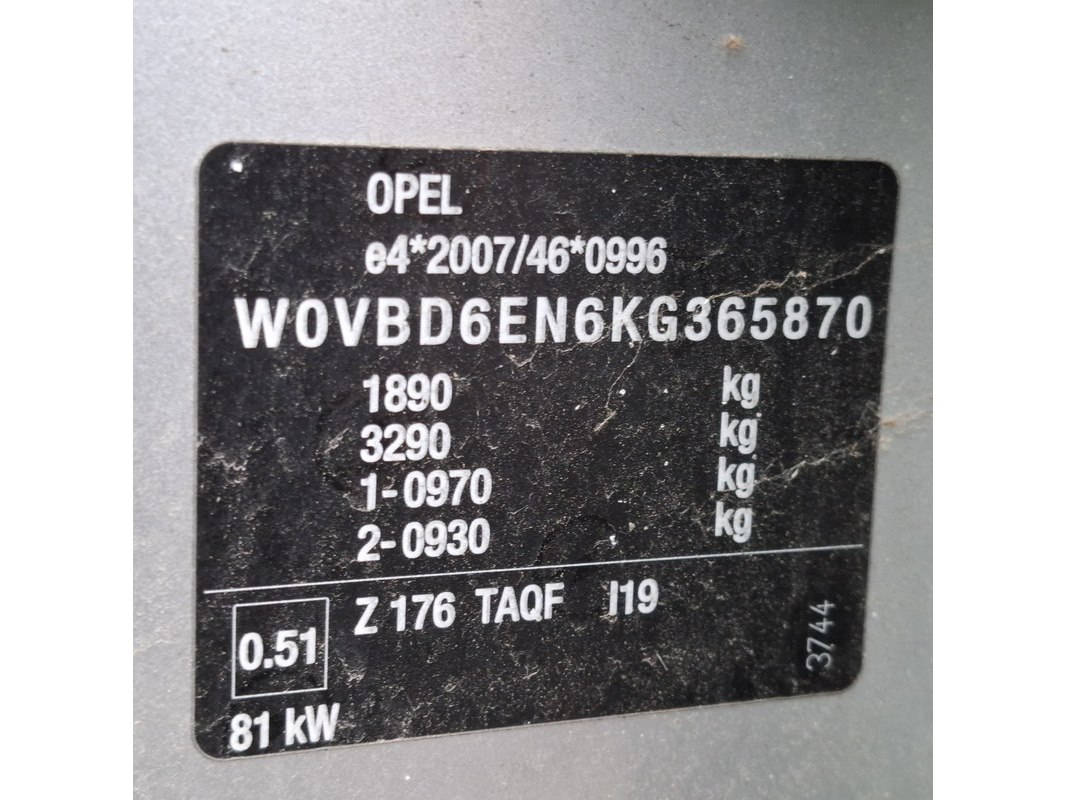 OPEL
e4*2007/46*0996
W0VBD6EN6KG365870
1890 kg
3290 kg
1-0970 kg
2-0930 kg
0.51 Z 176 TAQF I19
81 kW
3744